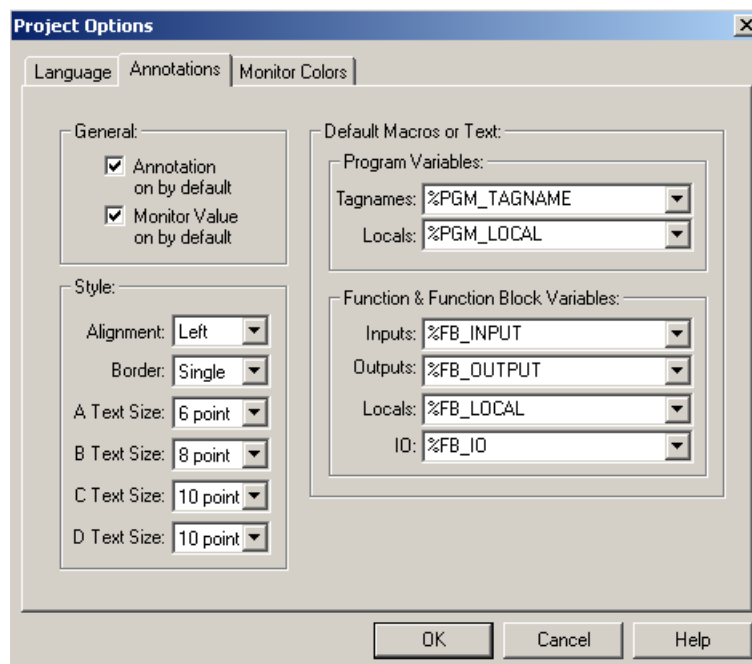 Project Options
Language
Annotations
Monitor Colors
General:
Annotation
on by default
Monitor Value
on by default
Style:
Alignment: Left
Border: Single
A Text Size: 6 point
B Text Size: 8 point
C Text Size: 10 point
D Text Size: 10 point
Default Macros or Text:
Program Variables:
Tagnames: %PGM_TAGNAME
Locals: %PGM_LOCAL
Function & Function Block Variables:
Inputs: %FB_INPUT
Outputs: %FB_OUTPUT
Locals: %FB_LOCAL
IO: %FB_IO
OK
Cancel
Help